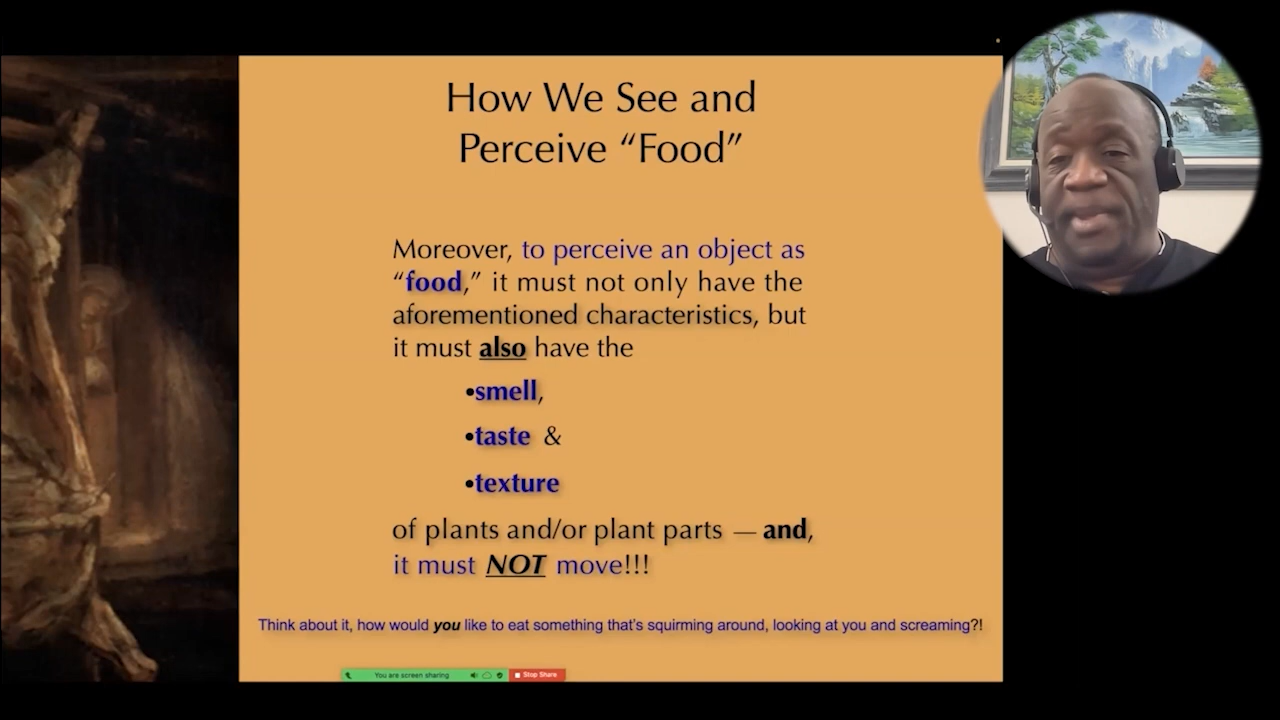 How We See and
Perceive “Food”
Moreover, to perceive an object as
“food,” it must not only have the
aforementioned characteristics, but
it must also have the
•smell,
•taste &
•texture
of plants and/or plant parts — and,
it must NOT move!!!
Think about it, how would you like to eat something that’s squirming around, looking at you and screaming?!
You are screen sharing
Stop Share